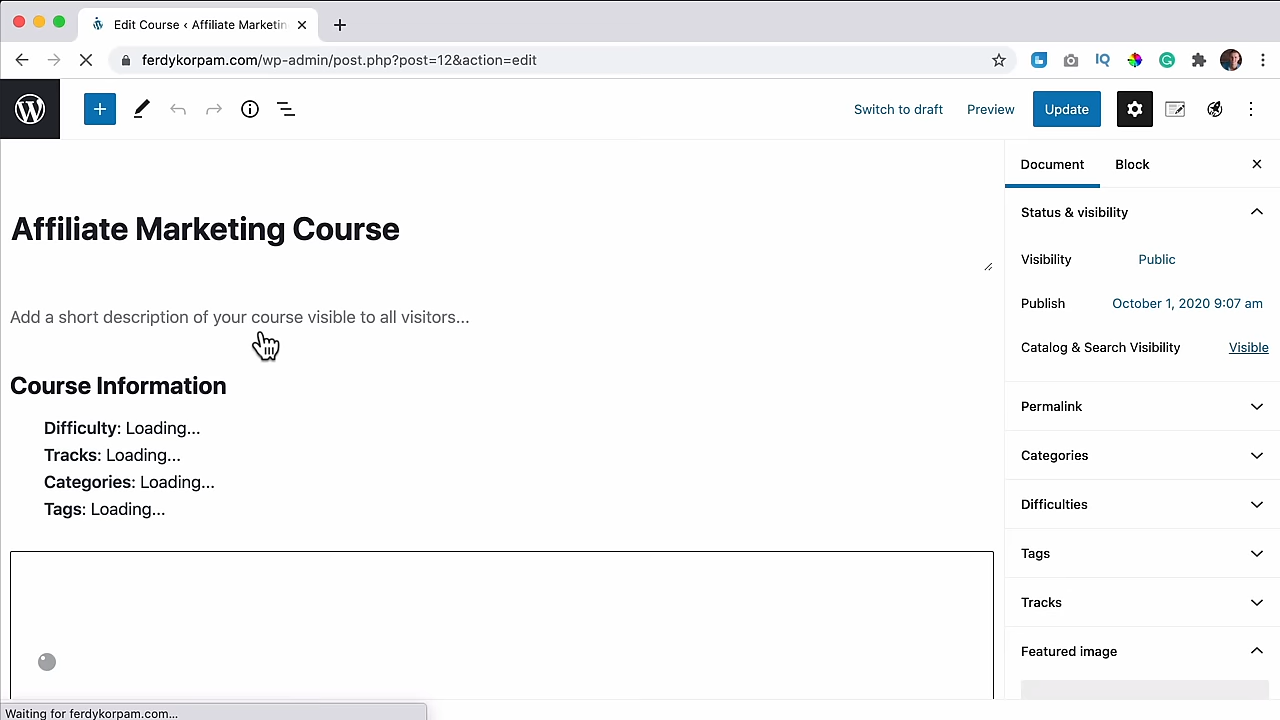 Edit Course ‹ Affiliate Marketin
ferdykorpam.com/wp-admin/post.php?post=12&action=edit
IQ
Switch to draft
Preview
Update
Document
Block
Affiliate Marketing Course
Add a short description of your course visible to all visitors...
Course Information
Difficulty: Loading...
Tracks: Loading...
Categories: Loading...
Tags: Loading...
Status & visibility
Visibility Public
Publish October 1, 2020 9:07 am
Catalog & Search Visibility Visible
Permalink
Categories
Difficulties
Tags
Tracks
Featured image
Waiting for ferdykorpam.com...